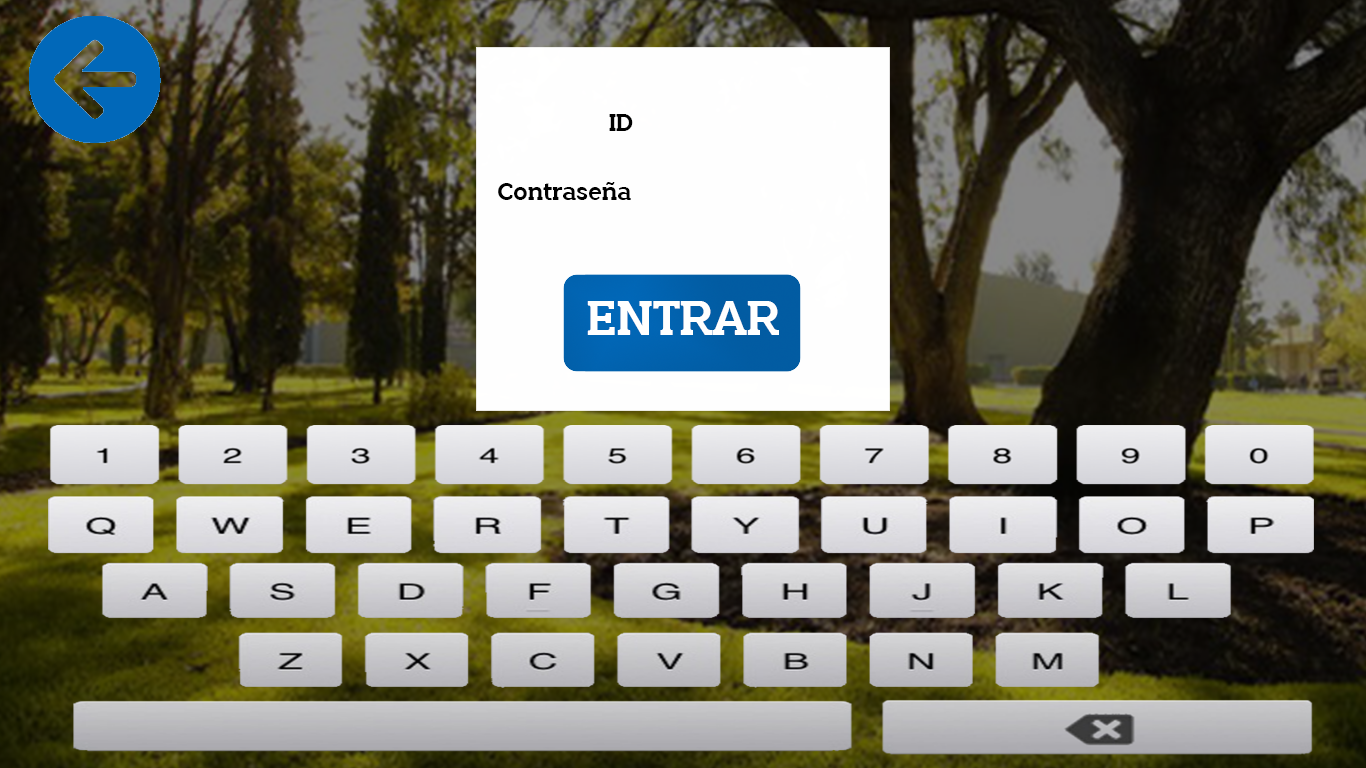 ID
Contraseña
ENTRAR
1 2 3 4 5 6 7 8 9 0
Q W E R T Y U I O P
A S D F G H J K L
Z X C V B N M